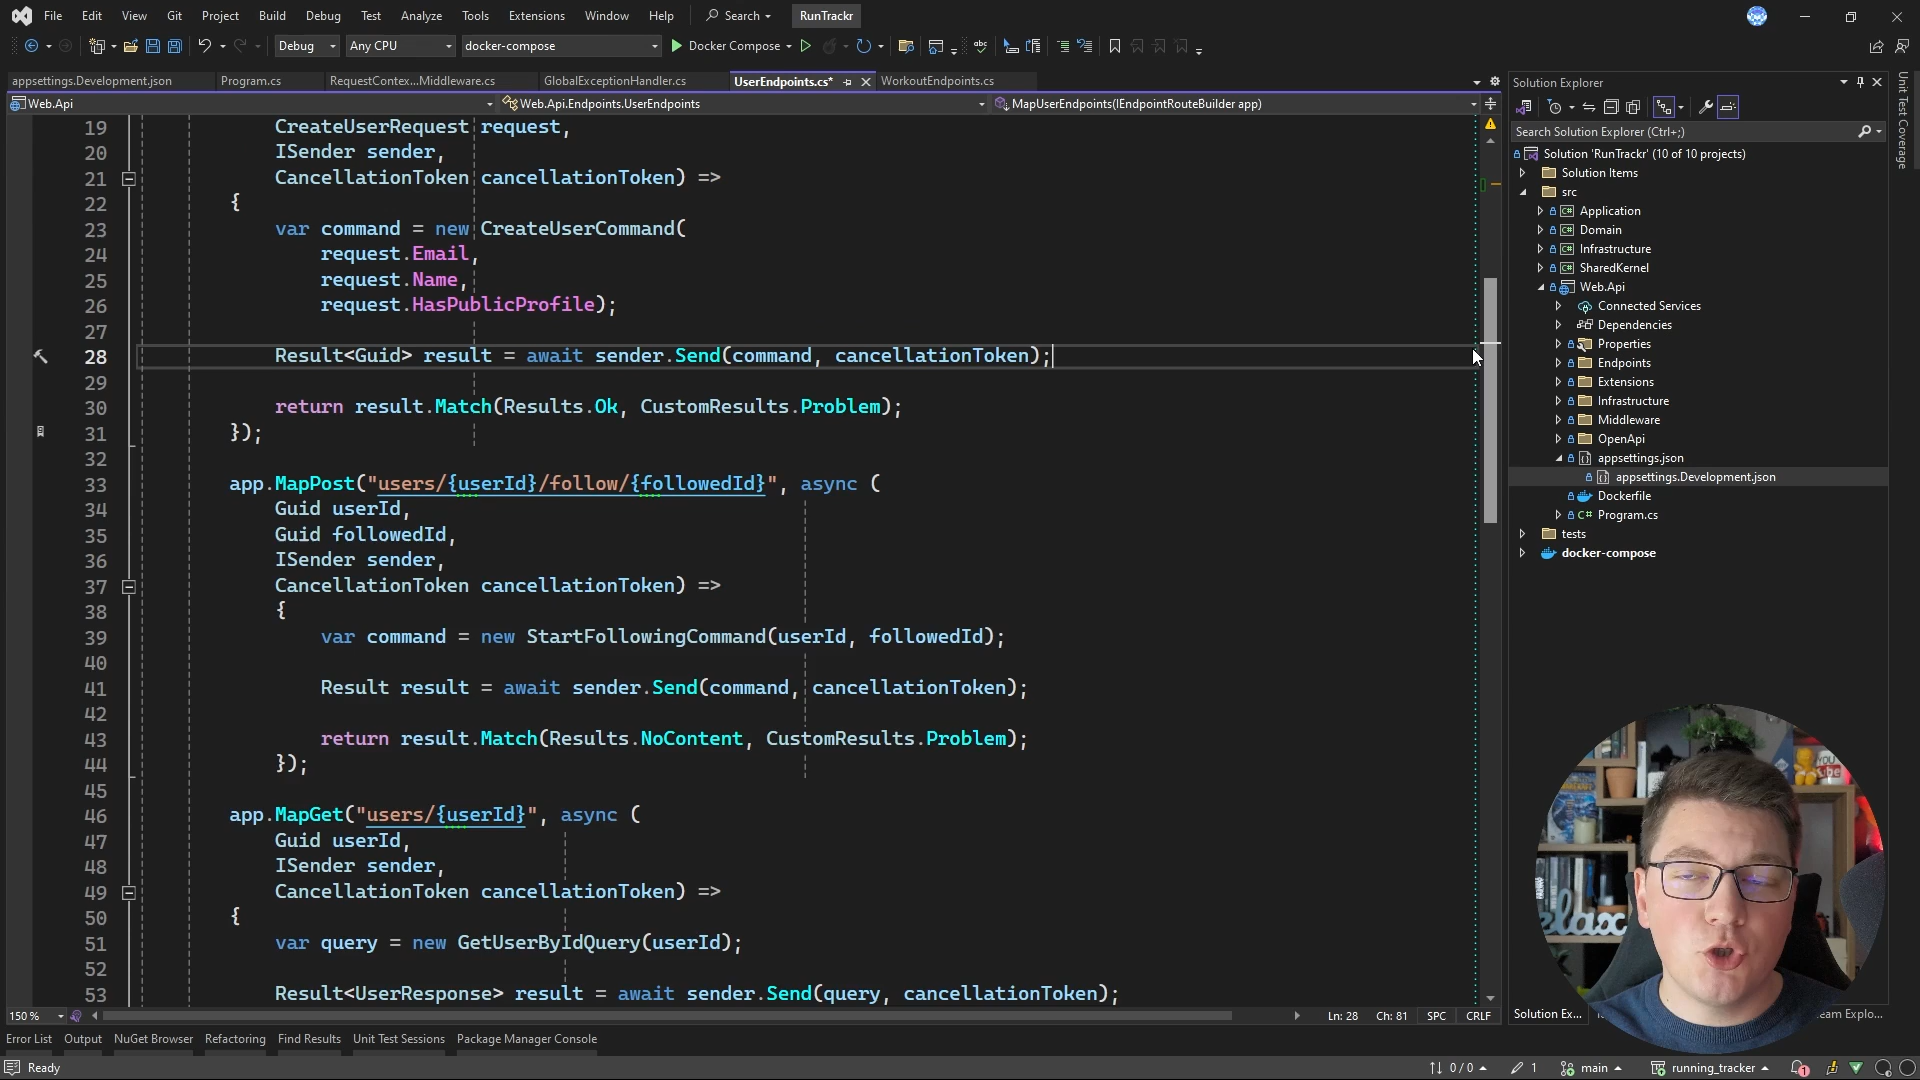 File Edit View Git Project Build Debug Test Analyze Tools Extensions Window Help Search RunTrackr
Debug Any CPU docker-compose Docker Compose
appsettings.Development.json Program.cs RequestContex...Middleware.cs GlobalExceptionHandler.cs UserEndpoints.cs* WorkoutEndpoints.cs
Web.Api Web.Api.Endpoints.UserEndpoints MapUserEndpoints(IEndpointRouteBuilder app)
19 CreateUserRequest request,
20 ISender sender,
21 CancellationToken cancellationToken) =>
22 {
23 var command = new CreateUserCommand(
24 request.Email,
25 request.Name,
26 request.HasPublicProfile);
27
28 Result<Guid> result = await sender.Send(command, cancellationToken);
29
30 return result.Match(Results.Ok, CustomResults.Problem);
31 });
32
33 app.MapPost("users/{userId}/follow/{followedId}", async (
34 Guid userId,
35 Guid followedId,
36 ISender sender,
37 CancellationToken cancellationToken) =>
38 {
39 var command = new StartFollowingCommand(userId, followedId);
40
41 Result result = await sender.Send(command, cancellationToken);
42
43 return result.Match(Results.NoContent, CustomResults.Problem);
44 });
45
46 app.MapGet("users/{userId}", async (
47 Guid userId,
48 ISender sender,
49 CancellationToken cancellationToken) =>
50 {
51 var query = new GetUserByIdQuery(userId);
52
53 Result<UserResponse> result = await sender.Send(query, cancellationToken);
150 % Ln: 28 Ch: 81 SPC CRLF
Error List Output NuGet Browser Refactoring Find Results Unit Test Sessions Package Manager Console
Ready 0 / 0 1 main running_tracker 1
Solution Explorer
Search Solution Explorer (Ctrl+;)
Solution 'RunTrackr' (10 of 10 projects)
Solution Items
src
C# Application
C# Domain
C# Infrastructure
C# SharedKernel
Web.Api
Connected Services
Dependencies
Properties
Endpoints
Extensions
Infrastructure
Middleware
OpenApi
appsettings.json
appsettings.Development.json
Dockerfile
C# Program.cs
tests
docker-compose
Solution Ex... eam Explo...
Unit Test Coverage
YOU
elax